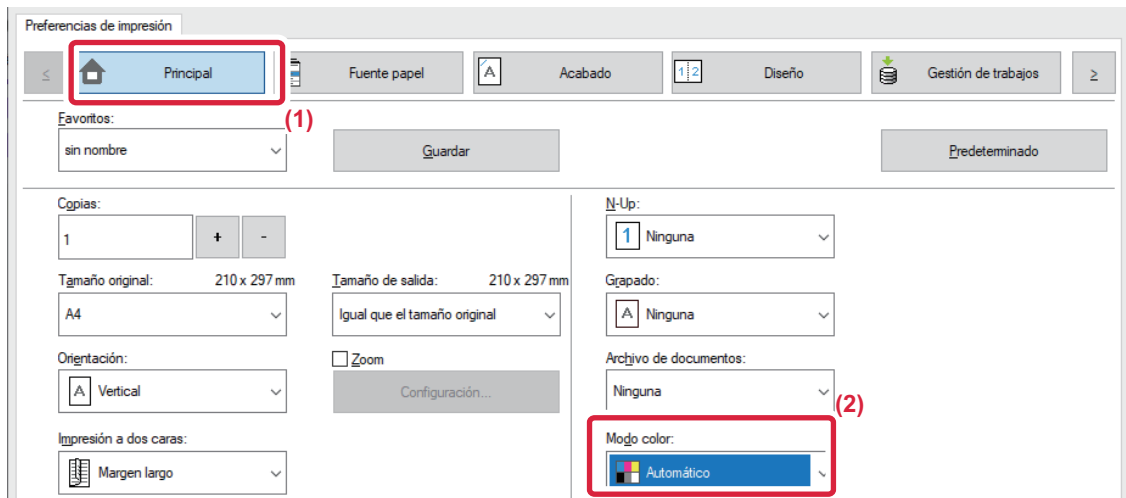 Preferencias de impresión
< Principal Fuente papel A Acabado 1 2 Diseño Gestión de trabajos >
(1)
Favoritos:
sin nombre Guardar Predeterminado
Copias: N-Up:
1 + - 1 Ninguna
Tamaño original: 210 x 297 mm Tamaño de salida: 210 x 297 mm Grapado:
A4 Igual que el tamaño original A Ninguna
Orientación: Zoom Archivo de documentos:
A Vertical Configuración... Ninguna
(2)
Impresión a dos caras: Modo color:
Margen largo Automático